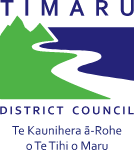 TIMARU
DISTRICT COUNCIL
Te Kaunihera ā-Rohe
o Te Tihi o Maru